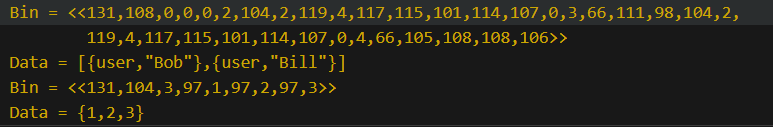 Bin = <<131,108,0,0,0,2,104,2,119,4,117,115,101,114,107,0,3,66,111,98,104,2,
119,4,117,115,101,114,107,0,4,66,105,108,108,106>>
Data = [{user,"Bob"},{user,"Bill"}]
Bin = <<131,104,3,97,1,97,2,97,3>>
Data = {1,2,3}